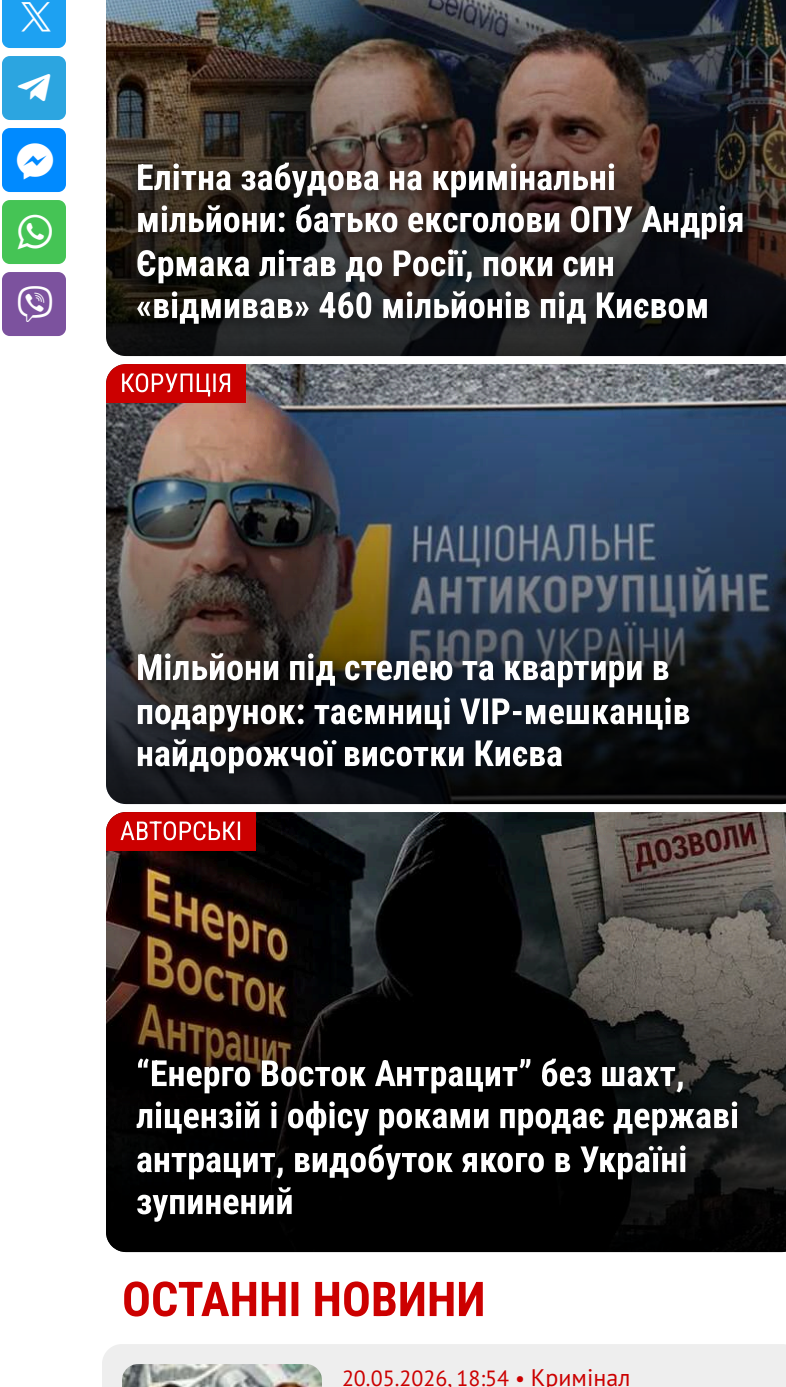 Belavia
Елітна забудова на кримінальні
мільйони: батько ексголови ОПУ Андрія
Єрмака літав до Росії, поки син
«відмивав» 460 мільйонів під Києвом
КОРУПЦІЯ
НАЦІОНАЛЬНЕ
АНТИКОРУПЦІЙНЕ
БЮРО УКРАЇНИ
Мільйони під стелею та квартири в
подарунок: таємниці VIP-мешканців
найдорожчої висотки Києва
АВТОРСЬКІ
ДОЗВОЛИ
Енерго
Восток
Антрацит
“Енерго Восток Антрацит” без шахт,
ліцензій і офісу роками продає державі
антрацит, видобуток якого в Україні
зупинений
ОСТАННІ НОВИНИ
20.05.2026, 18:54 • Кримінал